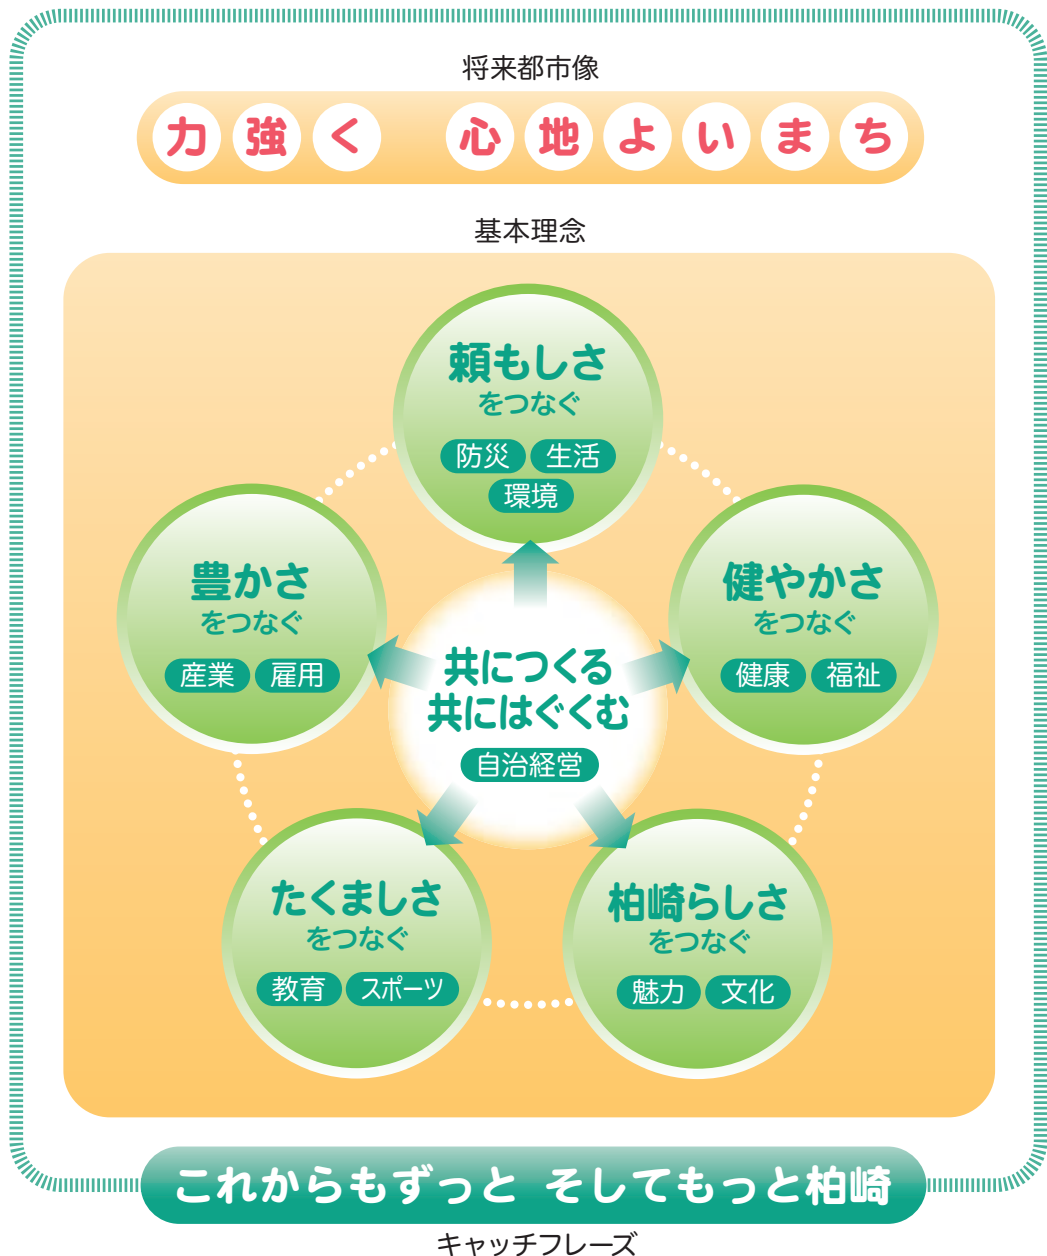 将来都市像
力強く 心地よいまち
基本理念
頼もしさ
をつなぐ
防災 生活
環境
豊かさ
をつなぐ
産業 雇用
健やかさ
をつなぐ
健康 福祉
共につくる
共にはぐくむ
自治経営
たくましさ
をつなぐ
教育 スポーツ
柏崎らしさ
をつなぐ
魅力 文化
これからもずっと そしてもっと柏崎
キャッチフレーズ